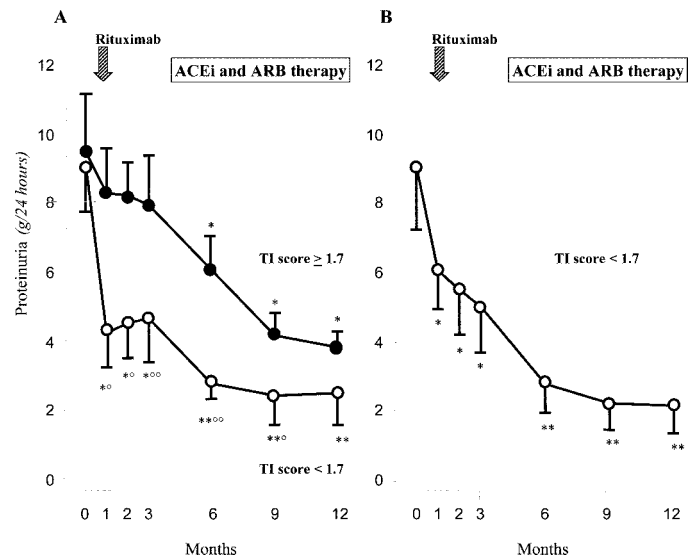 A
B
Rituximab
Rituximab
ACEi and ARB therapy
ACEi and ARB therapy
12
10
8
6
4
2
0
12
10
8
6
4
2
0
Proteinuria (g/24 hours)
*
TI score ≥ 1.7
*
*
*°
*°
*°°
**°°
**°
**
TI score < 1.7
TI score < 1.7
*
*
*
**
**
**
0 1 2 3 6 9 12
0 1 2 3 6 9 12
Months
Months